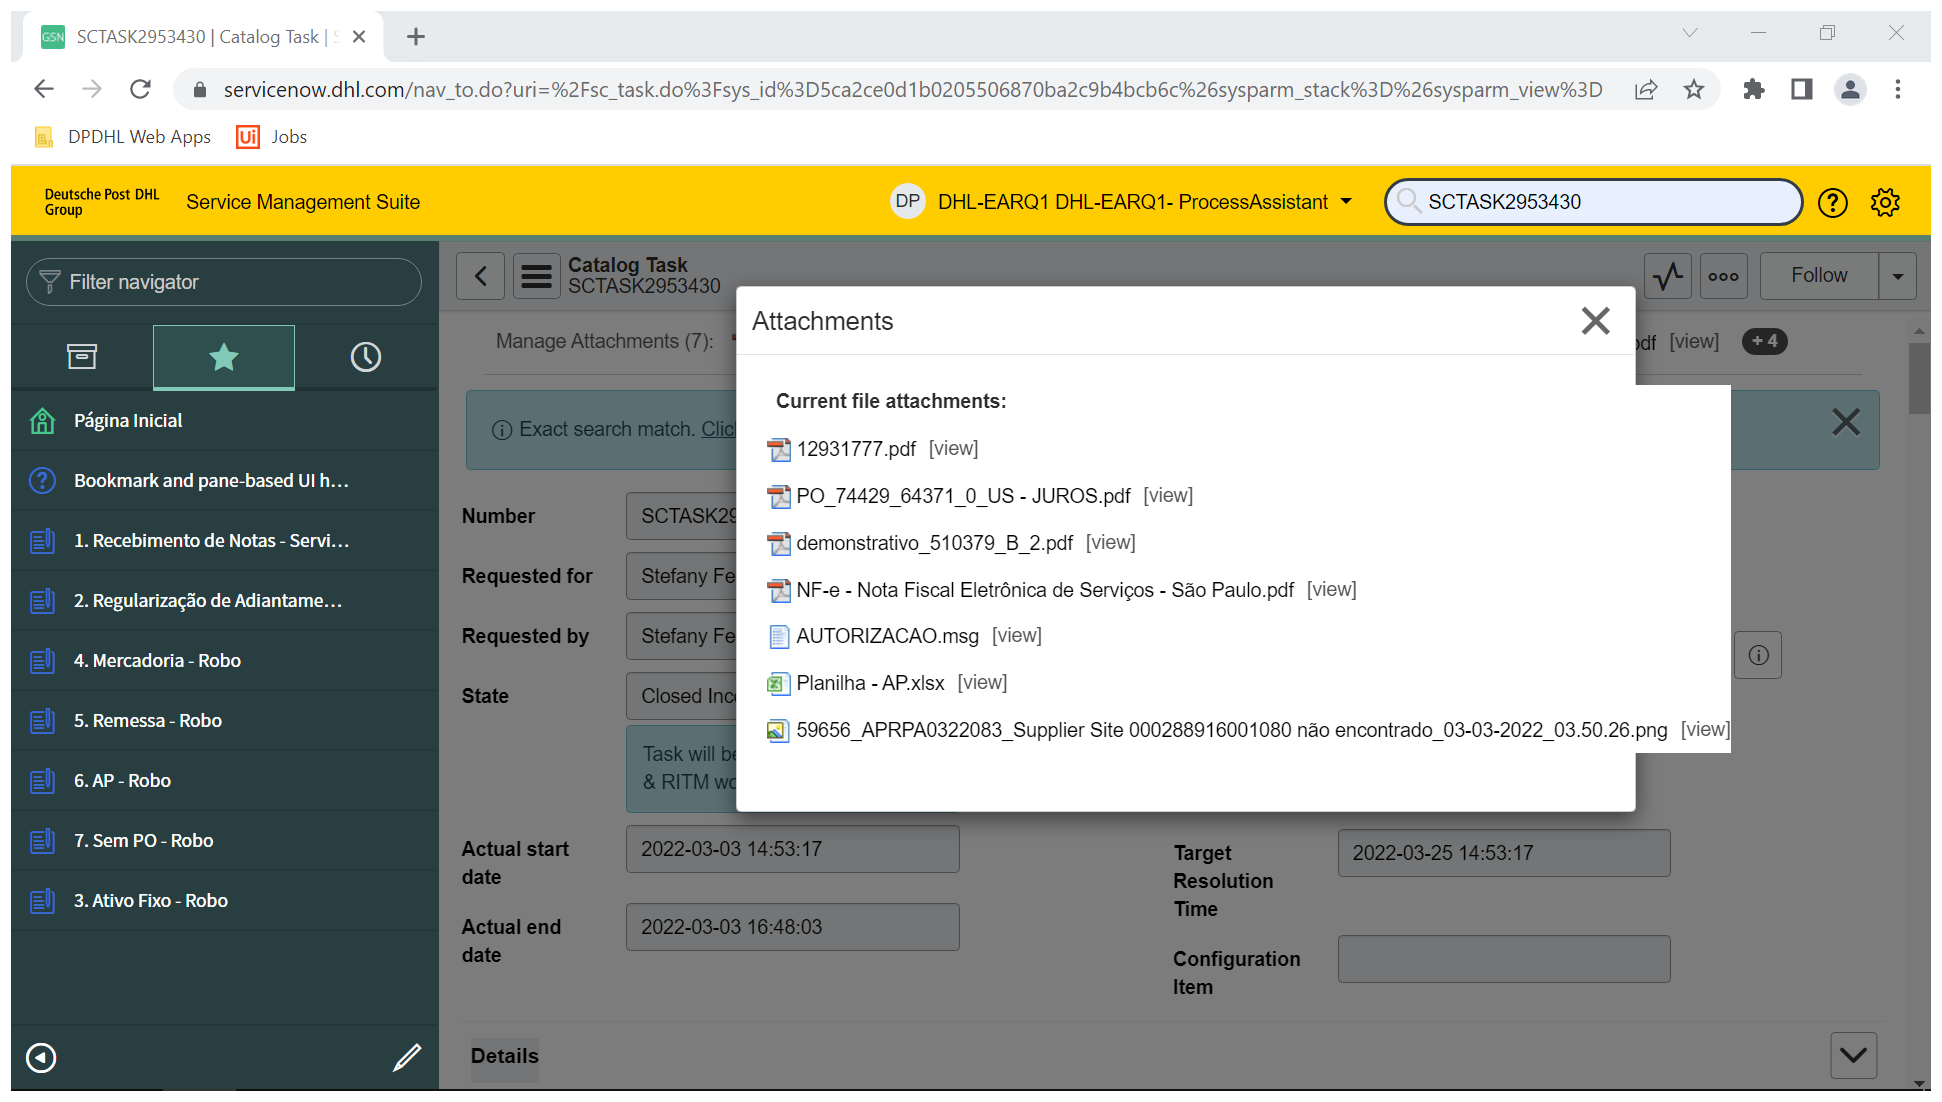 GSN SCTASK2953430 | Catalog Task | S
servicenow.dhl.com/nav_to.do?uri=%2Fsc_task.do%3Fsys_id%3D5ca2ce0d1b0205506870ba2c9b4bcb6c%26sysparm_stack%3D%26sysparm_view%3D
DPDHL Web Apps
Ui Jobs
Deutsche Post DHL
Group
Service Management Suite
DP DHL-EARQ1 DHL-EARQ1- ProcessAssistant
SCTASK2953430
Filter navigator
Página Inicial
Bookmark and pane-based UI h...
1. Recebimento de Notas - Servi...
2. Regularização de Adiantame...
4. Mercadoria - Robo
5. Remessa - Robo
6. AP - Robo
7. Sem PO - Robo
3. Ativo Fixo - Robo
Catalog Task
SCTASK2953430
Follow
Manage Attachments (7):
pdf [view] + 4
Exact search match. Clic
Number SCTASK29
Requested for Stefany Fe
Requested by Stefany Fe
State Closed Inc
Task will be
& RITM wo
Attachments
Current file attachments:
12931777.pdf [view]
PO_74429_64371_0_US - JUROS.pdf [view]
demonstrativo_510379_B_2.pdf [view]
NF-e - Nota Fiscal Eletrônica de Serviços - São Paulo.pdf [view]
AUTORIZACAO.msg [view]
Planilha - AP.xlsx [view]
59656_APRPA0322083_Supplier Site 000288916001080 não encontrado_03-03-2022_03.50.26.png [view]
Actual start
date
2022-03-03 14:53:17
Actual end
date
2022-03-03 16:48:03
Target
Resolution
Time
2022-03-25 14:53:17
Configuration
Item
Details